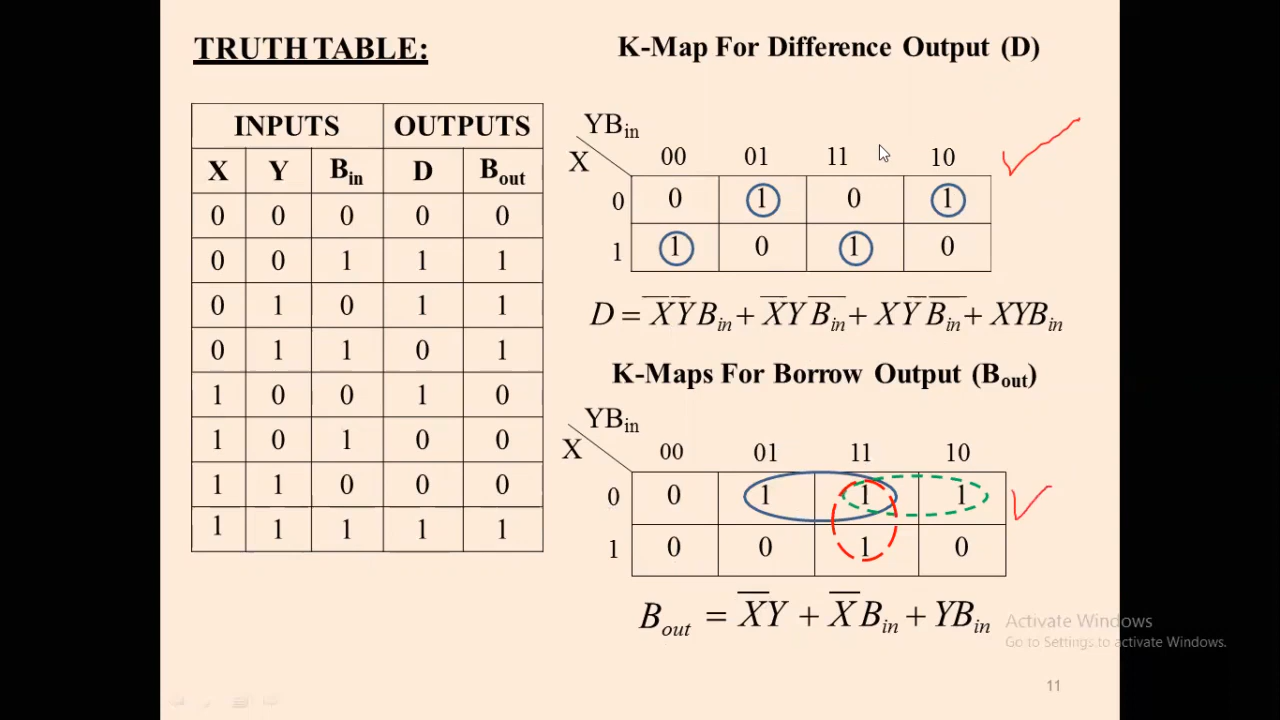 TRUTH TABLE:
INPUTS OUTPUTS
X Y Bin D Bout
0 0 0 0 0
0 0 1 1 1
0 1 0 1 1
0 1 1 0 1
1 0 0 1 0
1 0 1 0 0
1 1 0 0 0
1 1 1 1 1
K-Map For Difference Output (D)
YBin
X 00 01 11 10
0 0 1 0 1
1 1 0 1 0
D = X̅Y̅Bin + X̅YB̅in + XY̅B̅in + XYBin
K-Maps For Borrow Output (Bout)
YBin
X 00 01 11 10
0 0 1 1 1
1 0 0 1 0
Bout = X̅Y + X̅Bin + YBin
Activate Windows
Go to Settings to activate Windows.
11